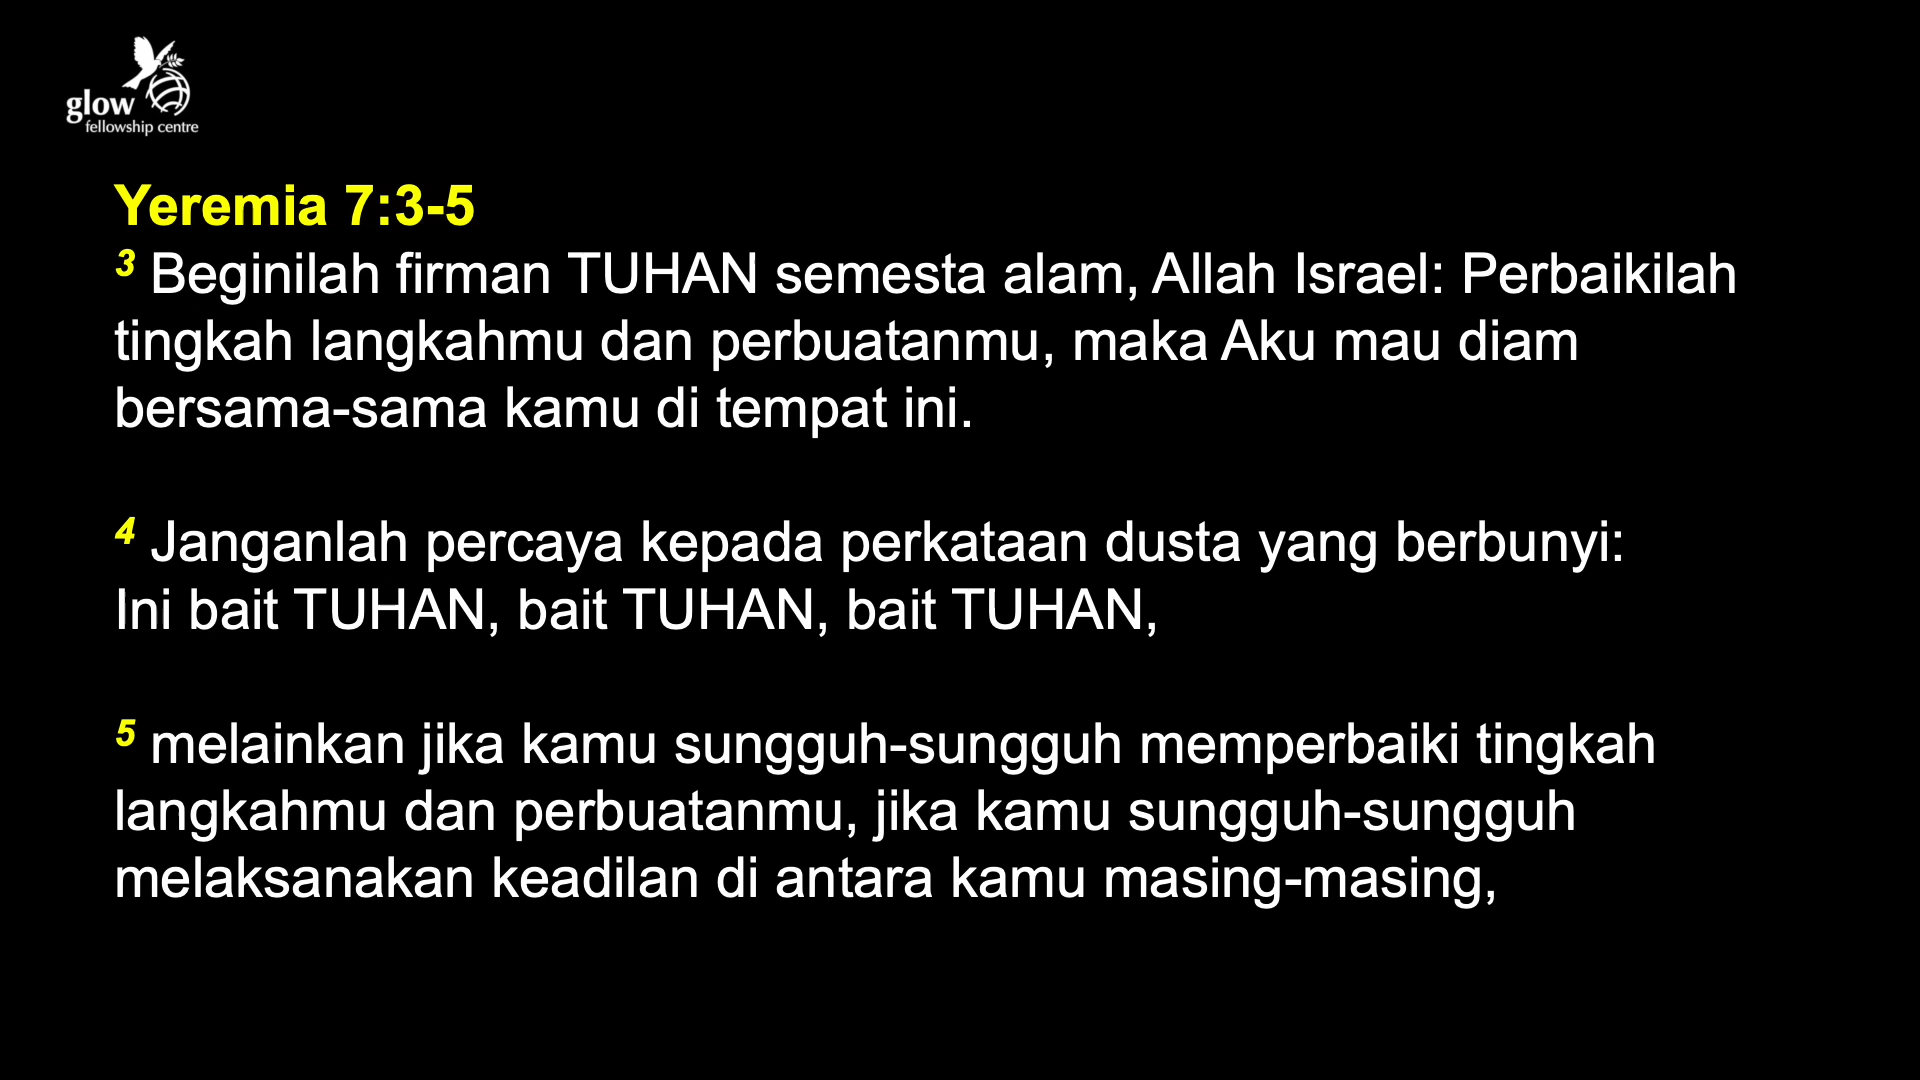 glow
fellowship centre
Yeremia 7:3-5
3 Beginilah firman TUHAN semesta alam, Allah Israel: Perbaikilah
tingkah langkahmu dan perbuatanmu, maka Aku mau diam
bersama-sama kamu di tempat ini.
4 Janganlah percaya kepada perkataan dusta yang berbunyi:
Ini bait TUHAN, bait TUHAN, bait TUHAN,
5 melainkan jika kamu sungguh-sungguh memperbaiki tingkah
langkahmu dan perbuatanmu, jika kamu sungguh-sungguh
melaksanakan keadilan di antara kamu masing-masing,